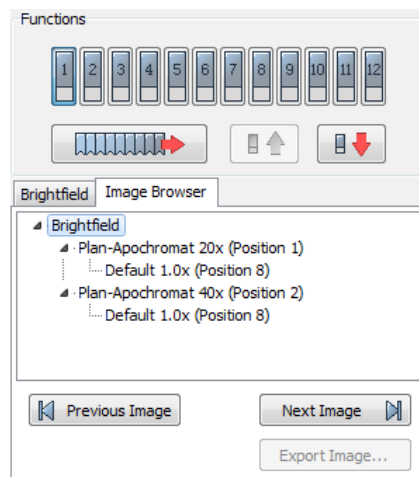 Functions
1 2 3 4 5 6 7 8 9 10 11 12
Brightfield Image Browser
Brightfield
Plan-Apochromat 20x (Position 1)
Default 1.0x (Position 8)
Plan-Apochromat 40x (Position 2)
Default 1.0x (Position 8)
Previous Image Next Image
Export Image...